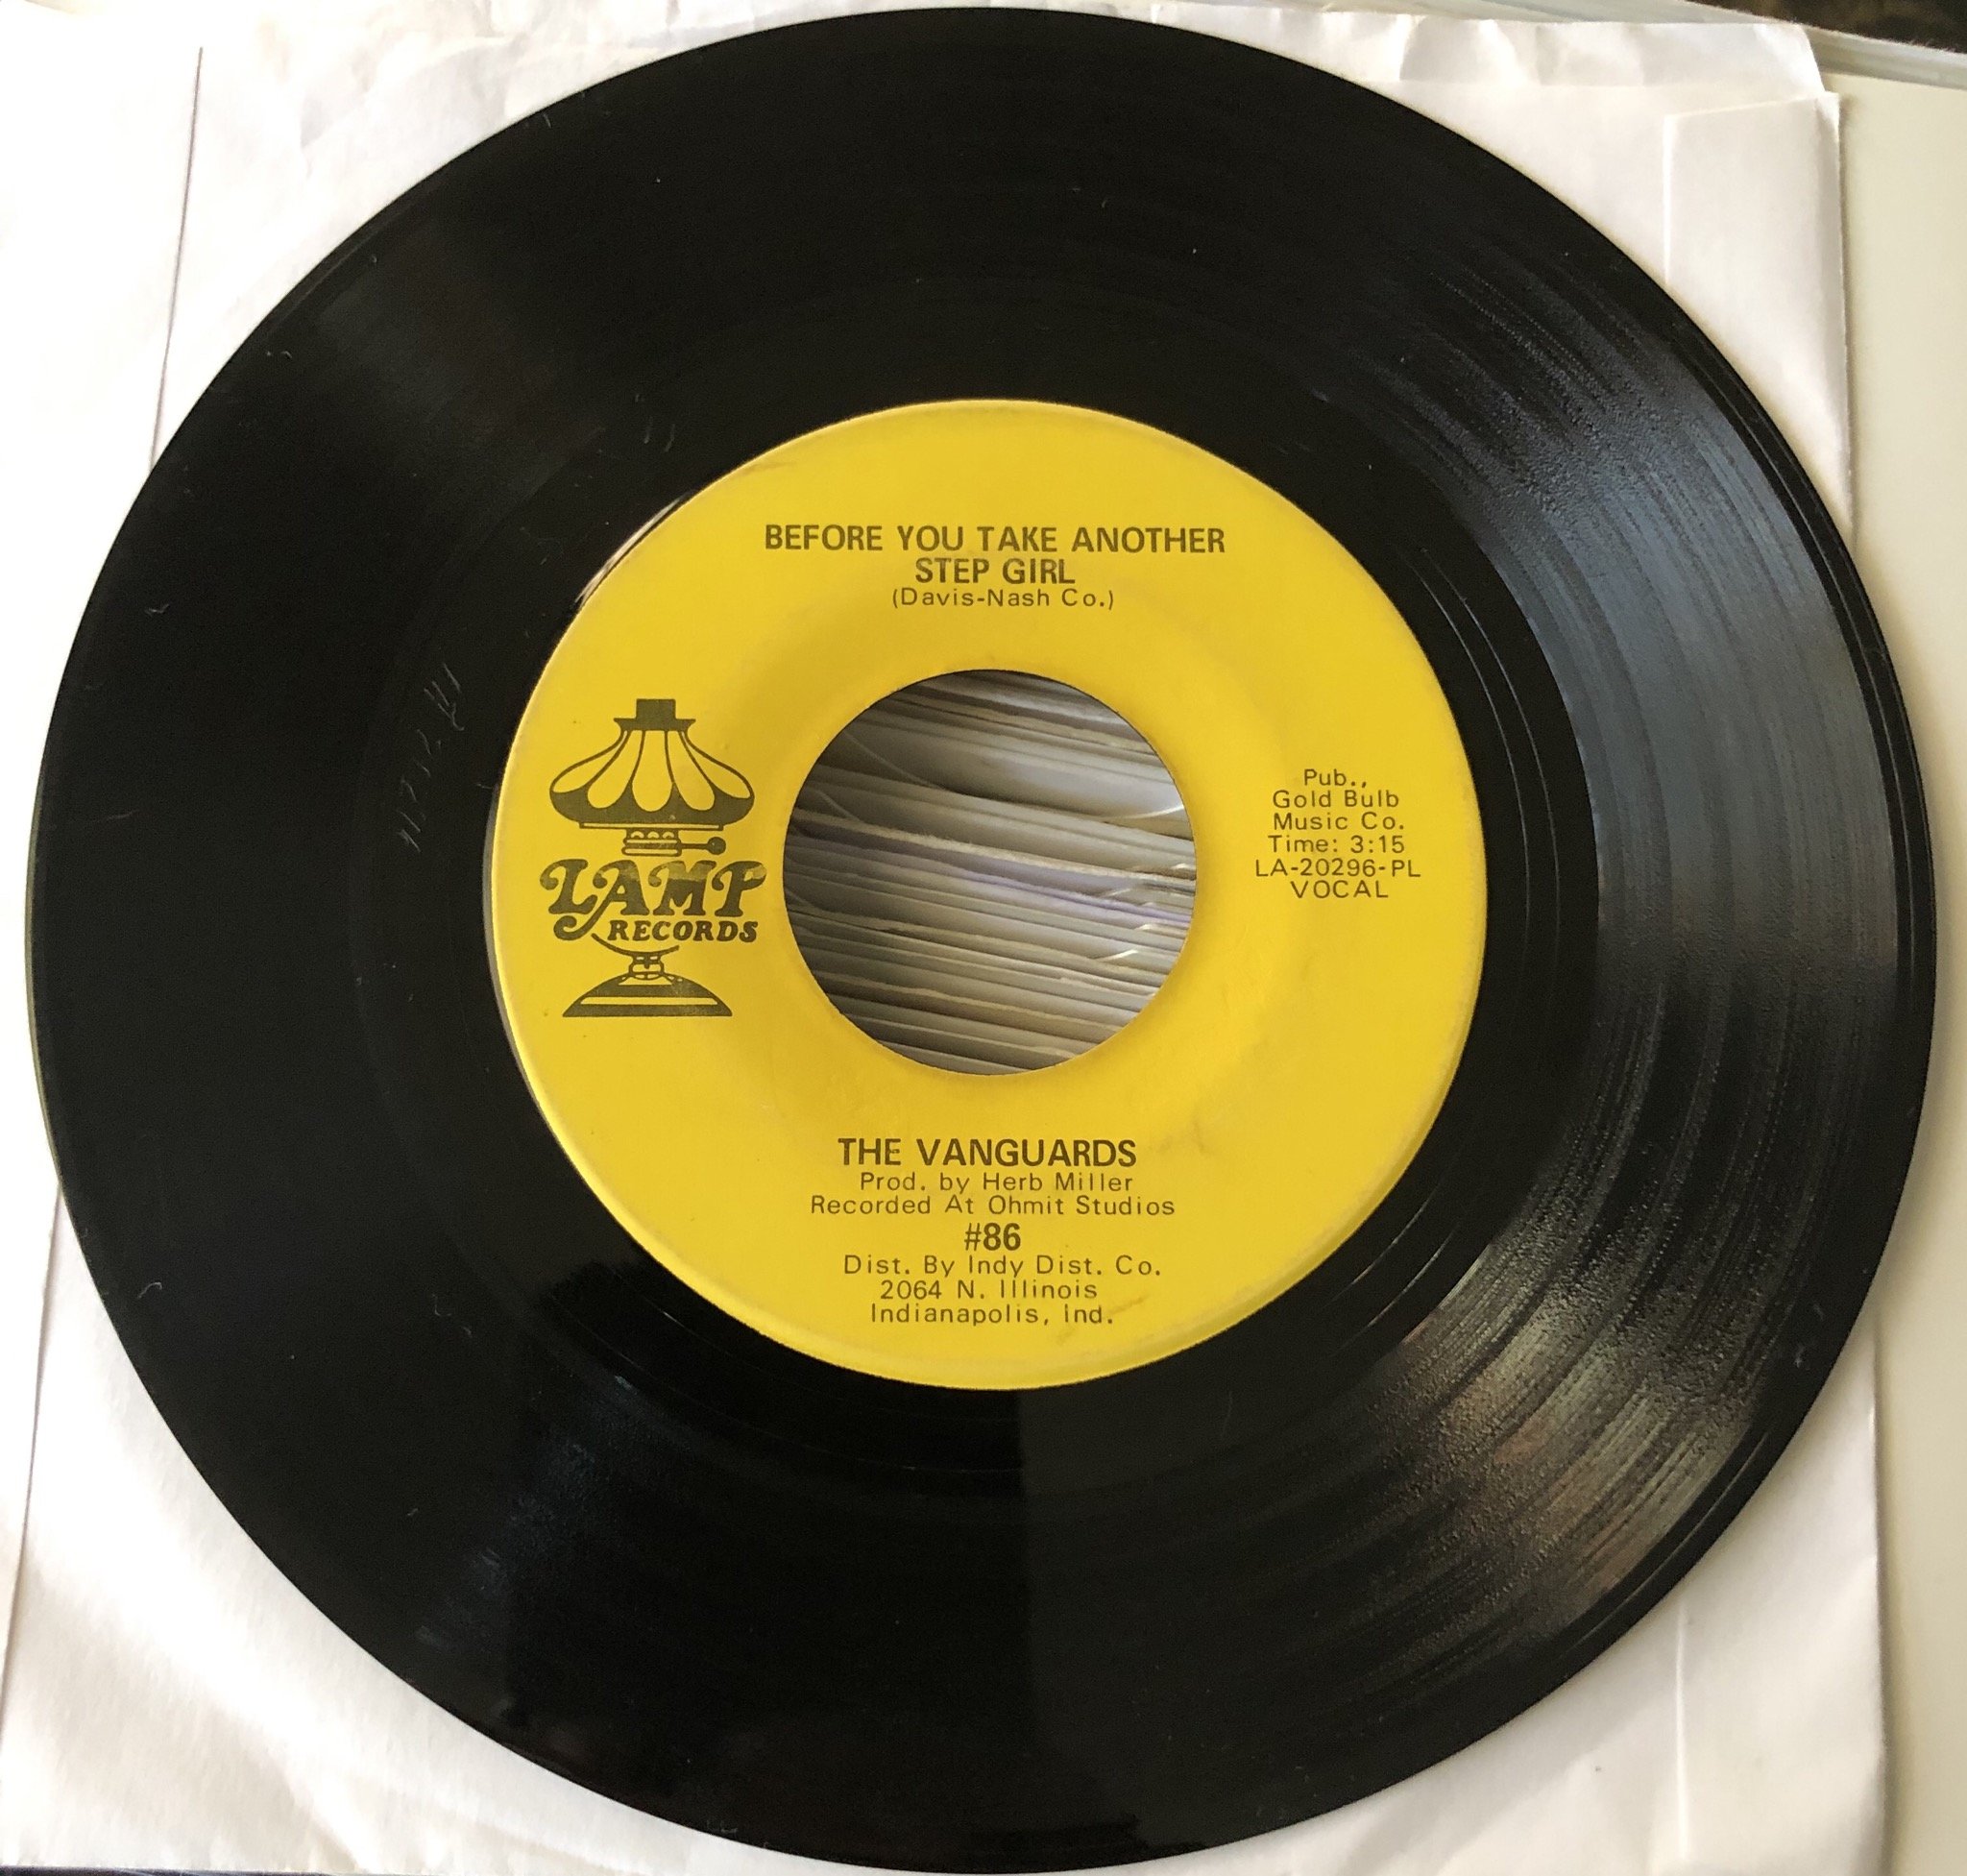 BEFORE YOU TAKE ANOTHER
STEP GIRL
(Davis-Nash Co.)
LAMP
RECORDS
Pub.,
Gold Bulb
Music Co.
Time: 3:15
LA-20296-PL
VOCAL
THE VANGUARDS
Prod. by Herb Miller
Recorded At Ohmit Studios
#86
Dist. By Indy Dist. Co.
2064 N. Illinois
Indianapolis, Ind.